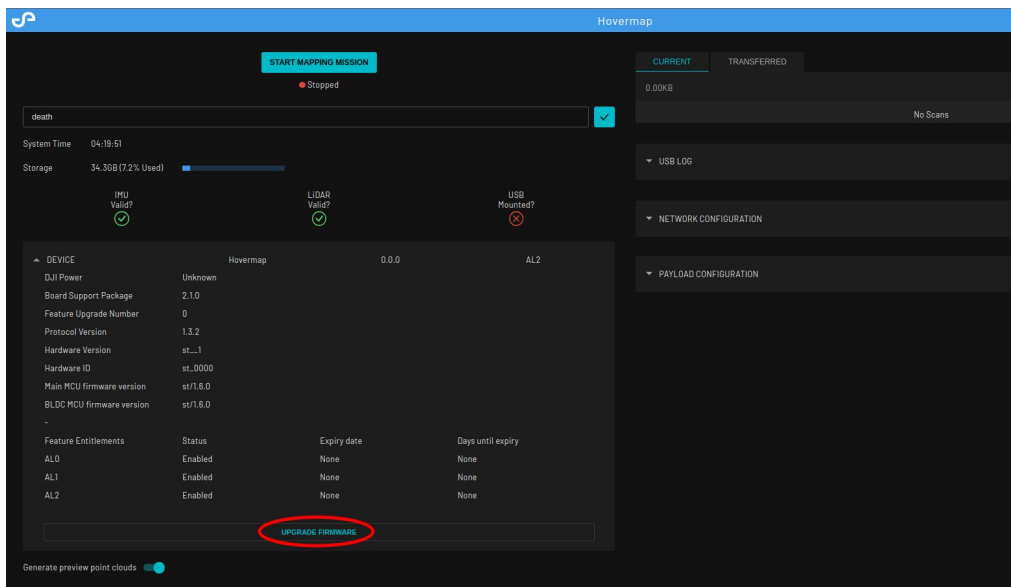 Hovermap
START MAPPING MISSION
Stopped
death
System Time 04:19:51
Storage 34.3GB (7.2% Used)
IMU
Valid?
LiDAR
Valid?
USB
Mounted?
DEVICE Hovermap 0.0.0 AL2
DJI Power Unknown
Board Support Package 2.1.0
Feature Upgrade Number 0
Protocol Version 1.3.2
Hardware Version st__1
Hardware ID st_0000
Main MCU firmware version st/1.6.0
BLDC MCU firmware version st/1.6.0
-
Feature Entitlements Status Expiry date Days until expiry
AL0 Enabled None None
AL1 Enabled None None
AL2 Enabled None None
UPGRADE FIRMWARE
Generate preview point clouds
CURRENT TRANSFERRED
0.00KB
No Scans
USB LOG
NETWORK CONFIGURATION
PAYLOAD CONFIGURATION